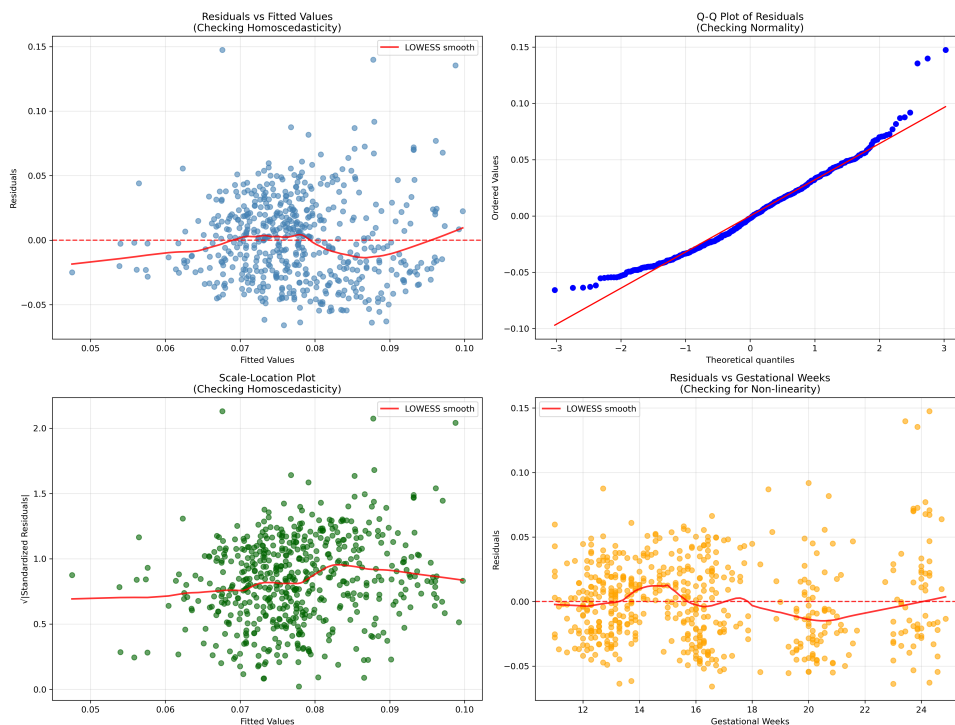 Residuals vs Fitted Values
(Checking Homoscedasticity)
LOWESS smooth
0.15
0.10
0.05
0.00
−0.05
Residuals
0.05 0.06 0.07 0.08 0.09 0.10
Fitted Values
Q-Q Plot of Residuals
(Checking Normality)
0.15
0.10
0.05
0.00
−0.05
−0.10
Ordered Values
−3 −2 −1 0 1 2 3
Theoretical quantiles
Scale-Location Plot
(Checking Homoscedasticity)
LOWESS smooth
2.0
1.5
1.0
0.5
0.0
√|Standardized Residuals|
0.05 0.06 0.07 0.08 0.09 0.10
Fitted Values
Residuals vs Gestational Weeks
(Checking for Non-linearity)
LOWESS smooth
0.15
0.10
0.05
0.00
−0.05
Residuals
12 14 16 18 20 22 24
Gestational Weeks